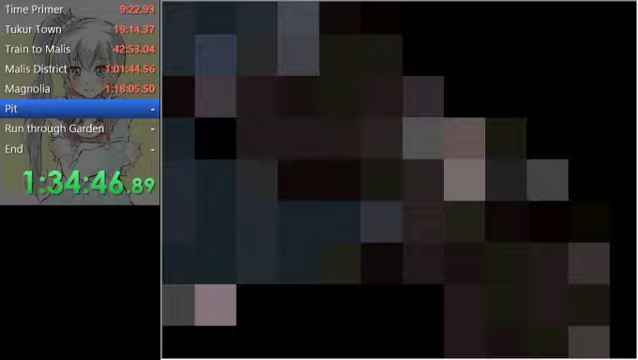 Time Primer 9:22.93
Tukur Town 19:14.37
Train to Malis 42:53.04
Malis District 1:01:44.56
Magnolia 1:18:05.50
Pit -
Run through Garden -
End -
1:34:46.89